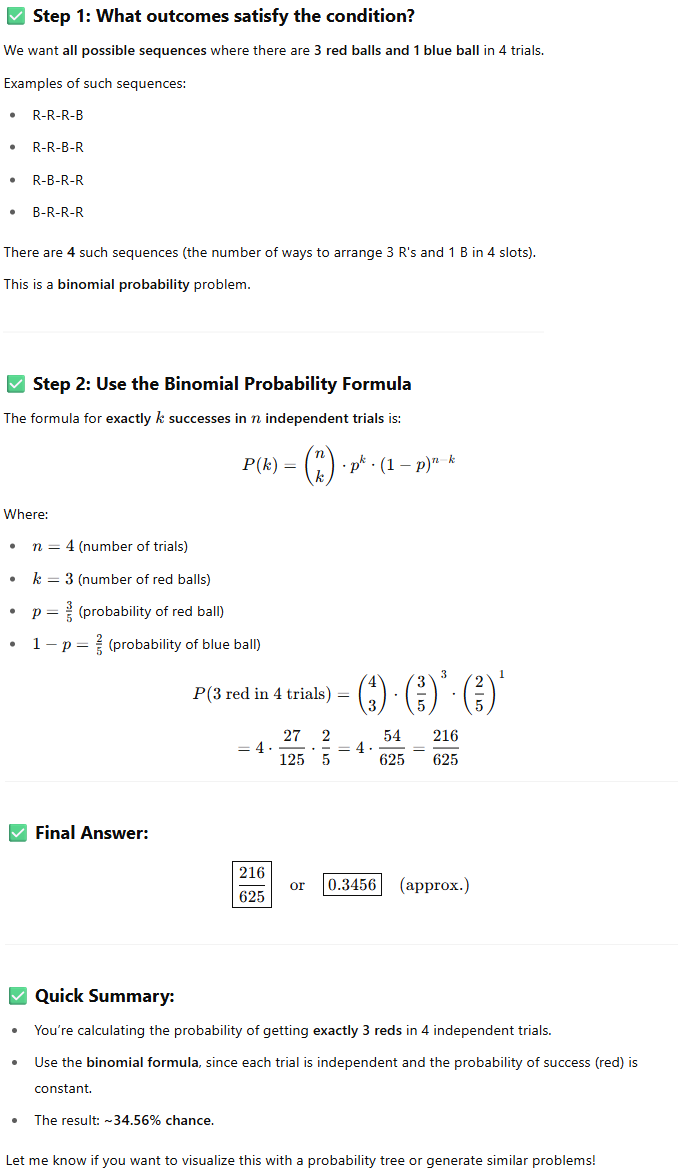 ✅ Step 1: What outcomes satisfy the condition?
We want all possible sequences where there are 3 red balls and 1 blue ball in 4 trials.
Examples of such sequences:
• R-R-R-B
• R-R-B-R
• R-B-R-R
• B-R-R-R
There are 4 such sequences (the number of ways to arrange 3 R's and 1 B in 4 slots).
This is a binomial probability problem.
✅ Step 2: Use the Binomial Probability Formula
The formula for exactly k successes in n independent trials is:
P(k) = \binom{n}{k} · p^k · (1 − p)^{n−k}
Where:
• n = 4 (number of trials)
• k = 3 (number of red balls)
• p = \frac{3}{5} (probability of red ball)
• 1 − p = \frac{2}{5} (probability of blue ball)
P(3 red in 4 trials) = \binom{4}{3} · \left(\frac{3}{5}\right)^3 · \left(\frac{2}{5}\right)^1
= 4 · \frac{27}{125} · \frac{2}{5} = 4 · \frac{54}{625} = \frac{216}{625}
✅ Final Answer:
\frac{216}{625} or 0.3456 (approx.)
✅ Quick Summary:
• You’re calculating the probability of getting exactly 3 reds in 4 independent trials.
• Use the binomial formula, since each trial is independent and the probability of success (red) is
constant.
• The result: ~34.56% chance.
Let me know if you want to visualize this with a probability tree or generate similar problems!